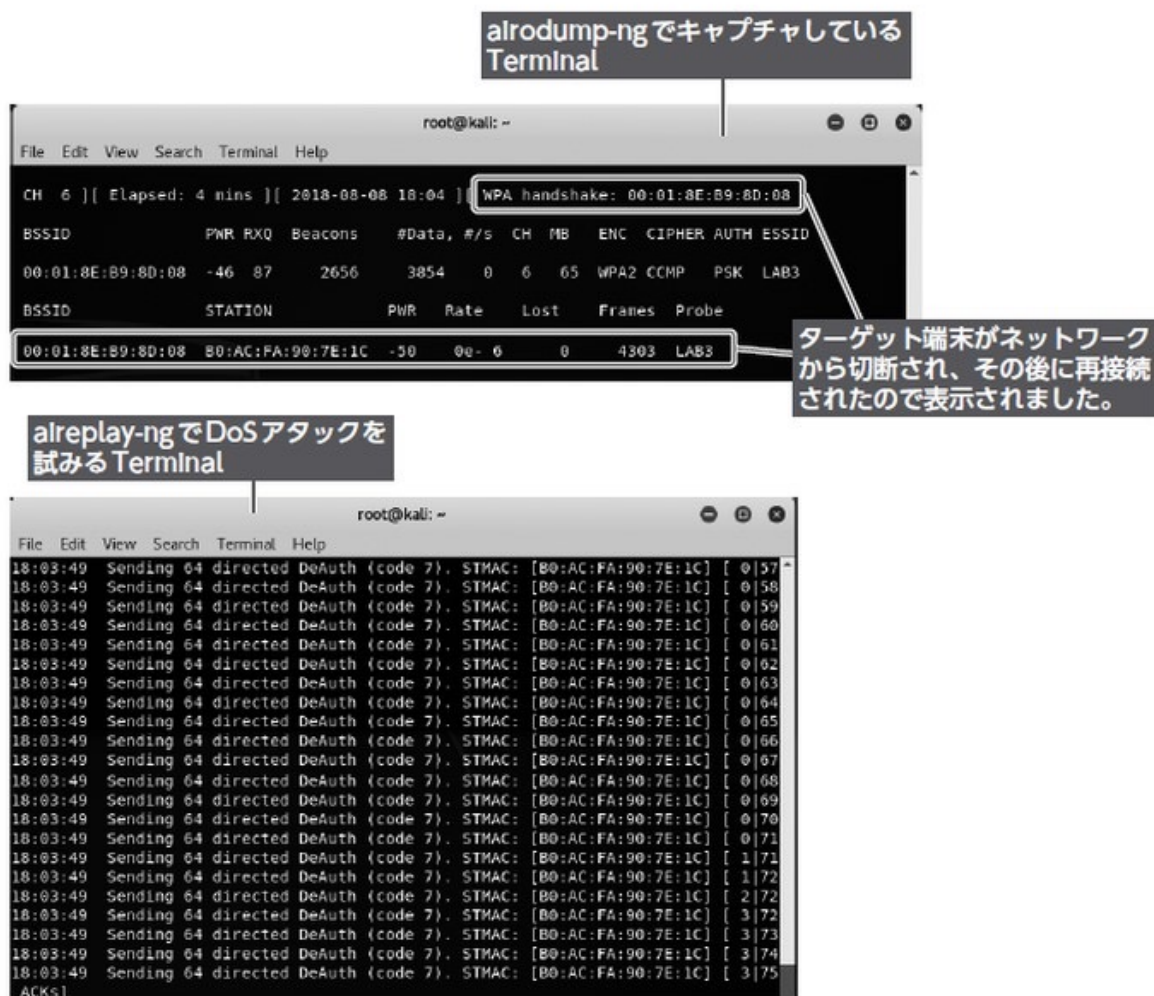 airodump-ngでキャプチャしている
Terminal
root@kali: ~
File Edit View Search Terminal Help
CH 6 ][ Elapsed: 4 mins ][ 2018-08-08 18:04 ][ WPA handshake: 00:01:8E:B9:8D:08
BSSID PWR RXQ Beacons #Data, #/s CH MB ENC CIPHER AUTH ESSID
00:01:8E:B9:8D:08 -46 87 2656 3854 0 6 65 WPA2 CCMP PSK LAB3
BSSID STATION PWR Rate Lost Frames Probe
00:01:8E:B9:8D:08 B0:AC:FA:90:7E:1C -50 0e- 6 0 4303 LAB3
ターゲット端末がネットワーク
から切断され、その後に再接続
されたので表示されました。
aireplay-ngでDoSアタックを
試みるTerminal
root@kali: ~
File Edit View Search Terminal Help
18:03:49 Sending 64 directed DeAuth (code 7). STMAC: [B0:AC:FA:90:7E:1C] [ 0|57
18:03:49 Sending 64 directed DeAuth (code 7). STMAC: [B0:AC:FA:90:7E:1C] [ 0|58
18:03:49 Sending 64 directed DeAuth (code 7). STMAC: [B0:AC:FA:90:7E:1C] [ 0|59
18:03:49 Sending 64 directed DeAuth (code 7). STMAC: [B0:AC:FA:90:7E:1C] [ 0|60
18:03:49 Sending 64 directed DeAuth (code 7). STMAC: [B0:AC:FA:90:7E:1C] [ 0|61
18:03:49 Sending 64 directed DeAuth (code 7). STMAC: [B0:AC:FA:90:7E:1C] [ 0|62
18:03:49 Sending 64 directed DeAuth (code 7). STMAC: [B0:AC:FA:90:7E:1C] [ 0|63
18:03:49 Sending 64 directed DeAuth (code 7). STMAC: [B0:AC:FA:90:7E:1C] [ 0|64
18:03:49 Sending 64 directed DeAuth (code 7). STMAC: [B0:AC:FA:90:7E:1C] [ 0|65
18:03:49 Sending 64 directed DeAuth (code 7). STMAC: [B0:AC:FA:90:7E:1C] [ 0|66
18:03:49 Sending 64 directed DeAuth (code 7). STMAC: [B0:AC:FA:90:7E:1C] [ 0|67
18:03:49 Sending 64 directed DeAuth (code 7). STMAC: [B0:AC:FA:90:7E:1C] [ 0|68
18:03:49 Sending 64 directed DeAuth (code 7). STMAC: [B0:AC:FA:90:7E:1C] [ 0|69
18:03:49 Sending 64 directed DeAuth (code 7). STMAC: [B0:AC:FA:90:7E:1C] [ 0|70
18:03:49 Sending 64 directed DeAuth (code 7). STMAC: [B0:AC:FA:90:7E:1C] [ 0|71
18:03:49 Sending 64 directed DeAuth (code 7). STMAC: [B0:AC:FA:90:7E:1C] [ 1|71
18:03:49 Sending 64 directed DeAuth (code 7). STMAC: [B0:AC:FA:90:7E:1C] [ 1|72
18:03:49 Sending 64 directed DeAuth (code 7). STMAC: [B0:AC:FA:90:7E:1C] [ 2|72
18:03:49 Sending 64 directed DeAuth (code 7). STMAC: [B0:AC:FA:90:7E:1C] [ 3|72
18:03:49 Sending 64 directed DeAuth (code 7). STMAC: [B0:AC:FA:90:7E:1C] [ 3|73
18:03:49 Sending 64 directed DeAuth (code 7). STMAC: [B0:AC:FA:90:7E:1C] [ 3|74
18:03:49 Sending 64 directed DeAuth (code 7). STMAC: [B0:AC:FA:90:7E:1C] [ 3|75
ACKs]